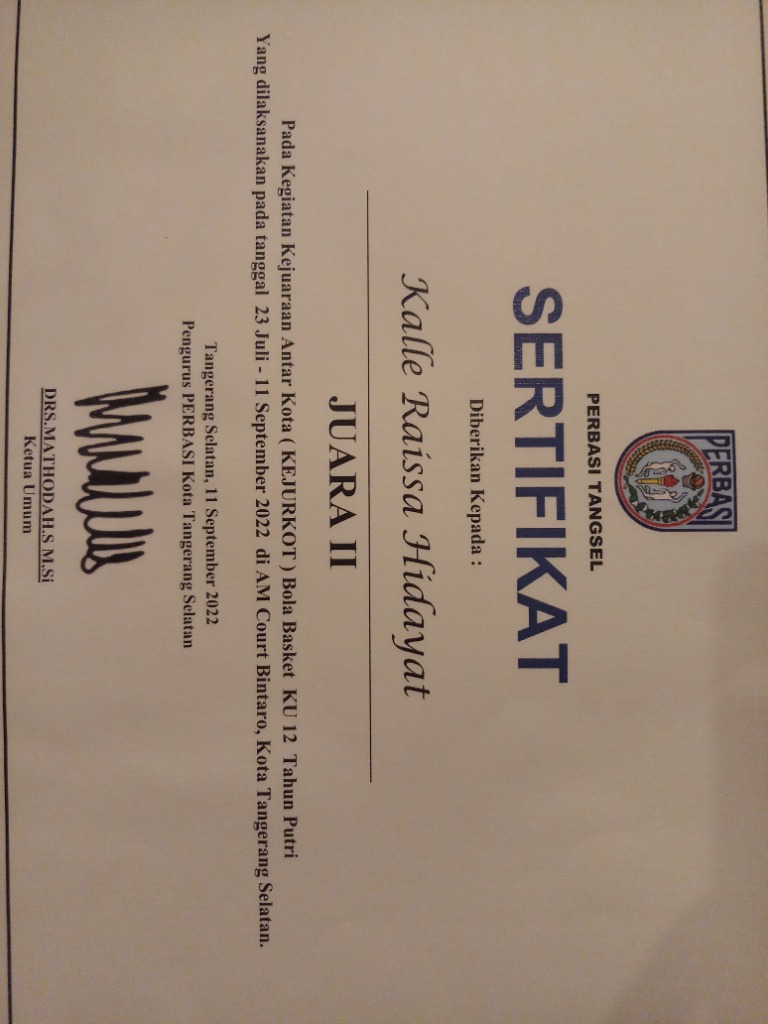 PERBASI
PERBASI TANGSEL
SERTIFIKAT
Diberikan Kepada :
Kalle Raissa Hidayat
JUARA II
Pada Kegiatan Kejuaraan Antar Kota ( KEJURKOT ) Bola Basket KU 12 Tahun Putri
Yang dilaksanakan pada tanggal 23 Juli - 11 September 2022 di AM Court Bintaro, Kota Tangerang Selatan.
Tangerang Selatan, 11 September 2022
Pengurus PERBASI Kota Tangerang Selatan
DRS.MATHODAH.S M.Si
Ketua Umum